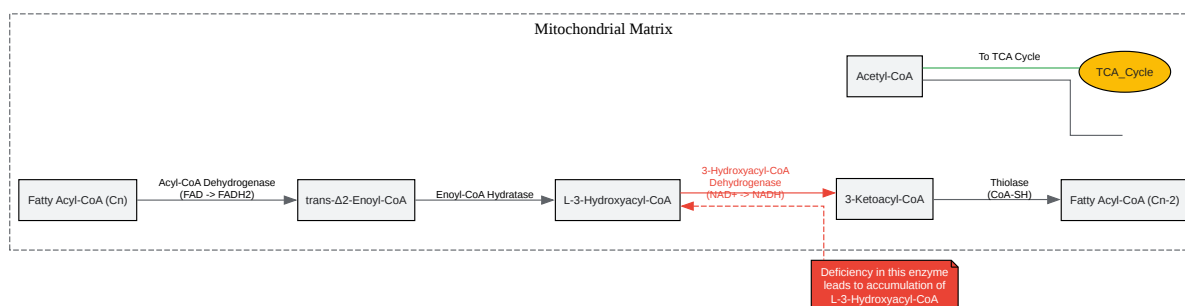 Mitochondrial Matrix
To TCA Cycle
Acetyl-CoA
TCA_Cycle
Fatty Acyl-CoA (Cn)
Acyl-CoA Dehydrogenase
(FAD -> FADH2)
trans-Δ2-Enoyl-CoA
Enoyl-CoA Hydratase
L-3-Hydroxyacyl-CoA
3-Hydroxyacyl-CoA
Dehydrogenase
(NAD+ -> NADH)
3-Ketoacyl-CoA
Thiolase
(CoA-SH)
Fatty Acyl-CoA (Cn-2)
Deficiency in this enzyme
leads to accumulation of
L-3-Hydroxyacyl-CoA